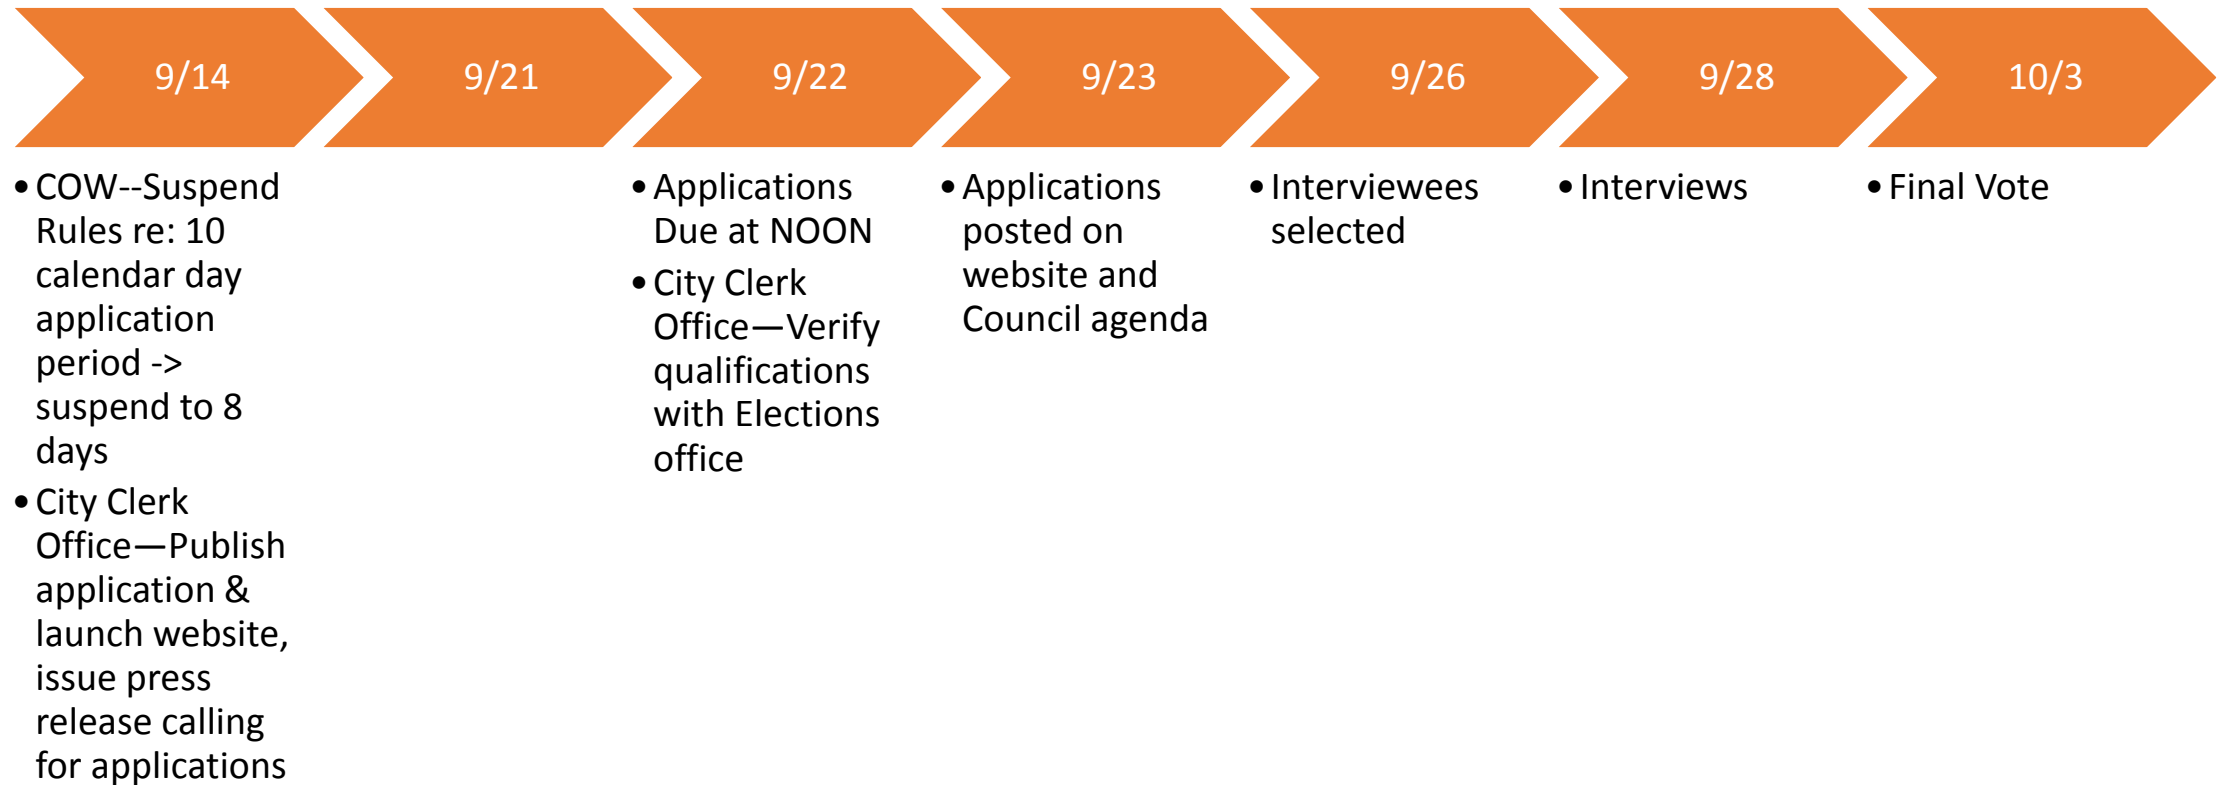 9/14
9/21
9/22
9/23
9/26
9/28
10/3
•COW--Suspend
Rules re: 10
calendar day
application
period ->
suspend to 8
days
•City Clerk
Office—Publish
application &
launch website,
issue press
release calling
for applications
•Applications
Due at NOON
•City Clerk
Office—Verify
qualifications
with Elections
office
•Applications
posted on
website and
Council agenda
•Interviewees
selected
•Interviews
•Final Vote